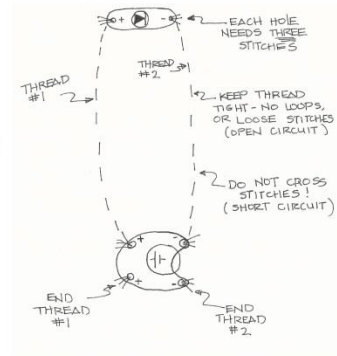 + -
EACH HOLE
NEEDS THREE
STITCHES
THREAD
#1
THREAD
#2
KEEP THREAD
TIGHT - NO LOOPS,
OR LOOSE STITCHES
(OPEN CIRCUIT)
DO NOT CROSS
STITCHES!
(SHORT CIRCUIT)
+ -
+ -
END
THREAD
#1
END
THREAD
#2